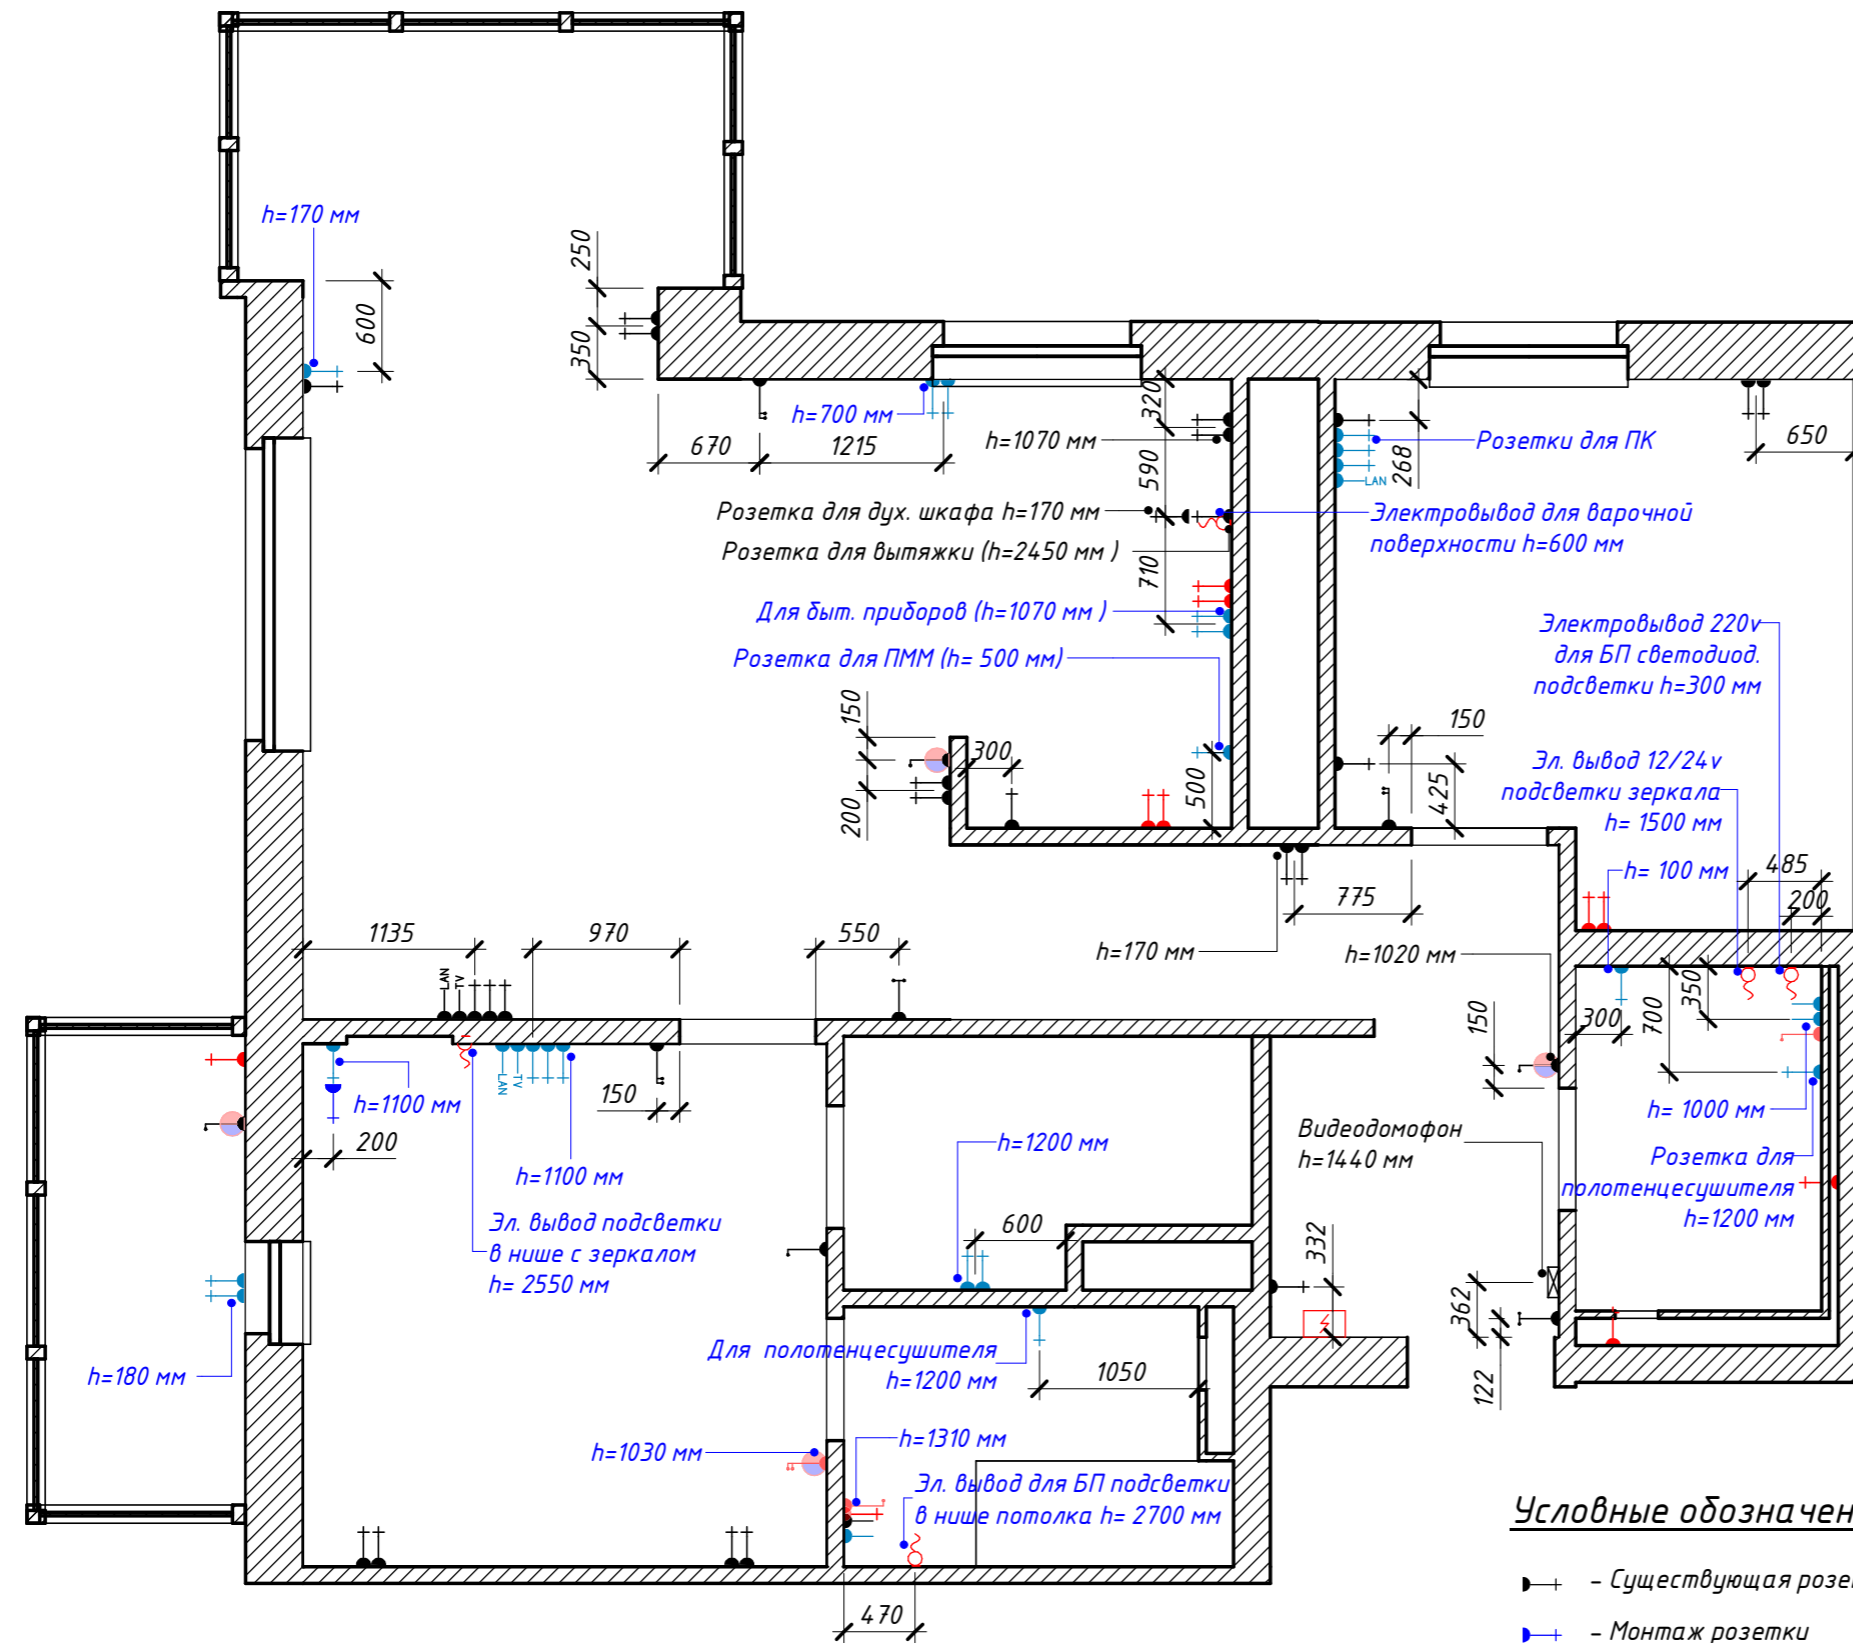 h=170 мм
600
250
350
h=700 мм
670
1215
320
h=1070 мм
590
710
Розетка для дух. шкафа h=170 мм
Розетка для вытяжки (h=2450 мм )
Для быт. приборов (h=1070 мм )
Розетка для ПММ (h= 500 мм)
268
LAN
Розетки для ПК
650
Электровывод для варочной
поверхности h=600 мм
Электровывод 220v
для БП светодиод.
подсветки h=300 мм
150
200
300
500
150
425
Эл. вывод 12/24v
подсветки зеркала
h= 1500 мм
h= 100 мм
485
200
775
h=170 мм
h=1020 мм
1135
970
550
LAN
TV
LAN
TV
150
h=1100 мм
200
h=1100 мм
Эл. вывод подсветки
в нише с зеркалом
h= 2550 мм
h=1200 мм
600
150
300
700
350
h= 1000 мм
Розетка для
полотенцесушителя
h=1200 мм
Видеодомофон
h=1440 мм
332
362
122
h=180 мм
Для полотенцесушителя
h=1200 мм
1050
h=1030 мм
h=1310 мм
Эл. вывод для БП подсветки
в нише потолка h= 2700 мм
470
Условные обозначен
- Существующая розе
- Монтаж розетки